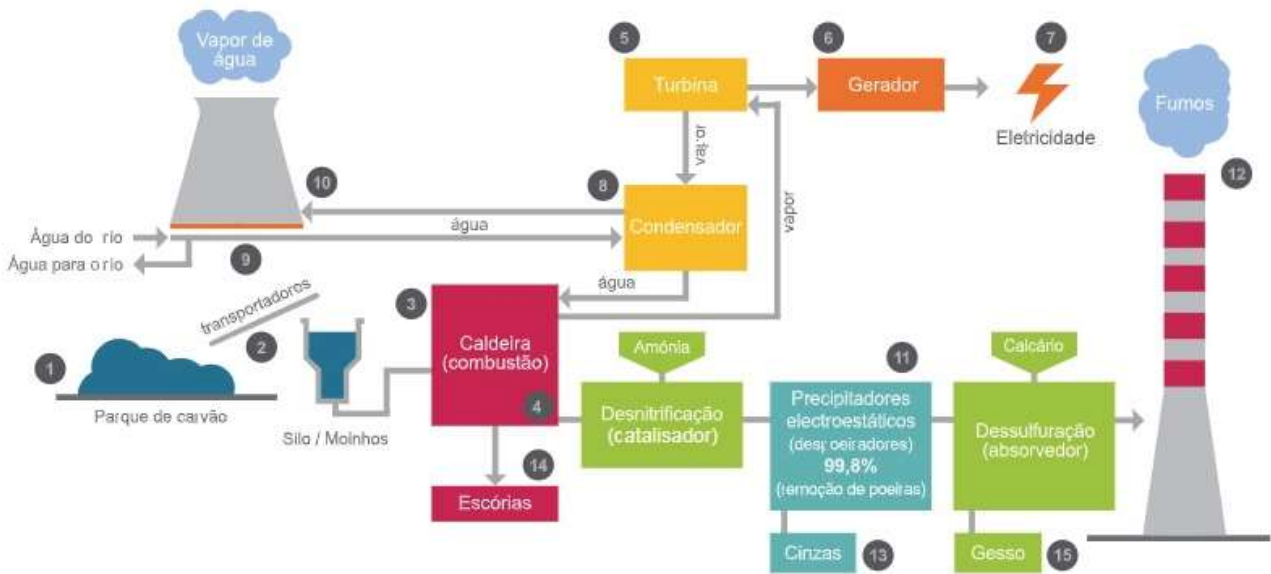 Vapor de
água
5
Turbina
6
Gerador
7
Eletricidade
Fumos
12
10
8
vapor
Condensador
água
vapor
Água do rio
Água para o rio
9
água
transportadoros
1
2
3
Parque de carvão
Silo / Moinhos
Caldeira
(combustão)
4
14
Escórias
Amónia
Desnitrificação
(catalisador)
11
Precipitadores
electroestáticos
(despoeiradores)
99,8%
(remoção de poeiras)
Cinzas
13
Calcário
Dessulfuração
(absorvedor)
Gesso
15